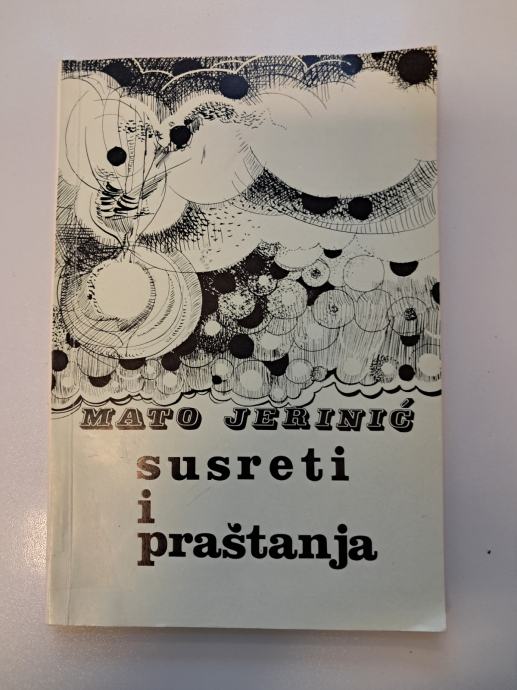 MATO JERINIĆ
susreti
i
praštanja